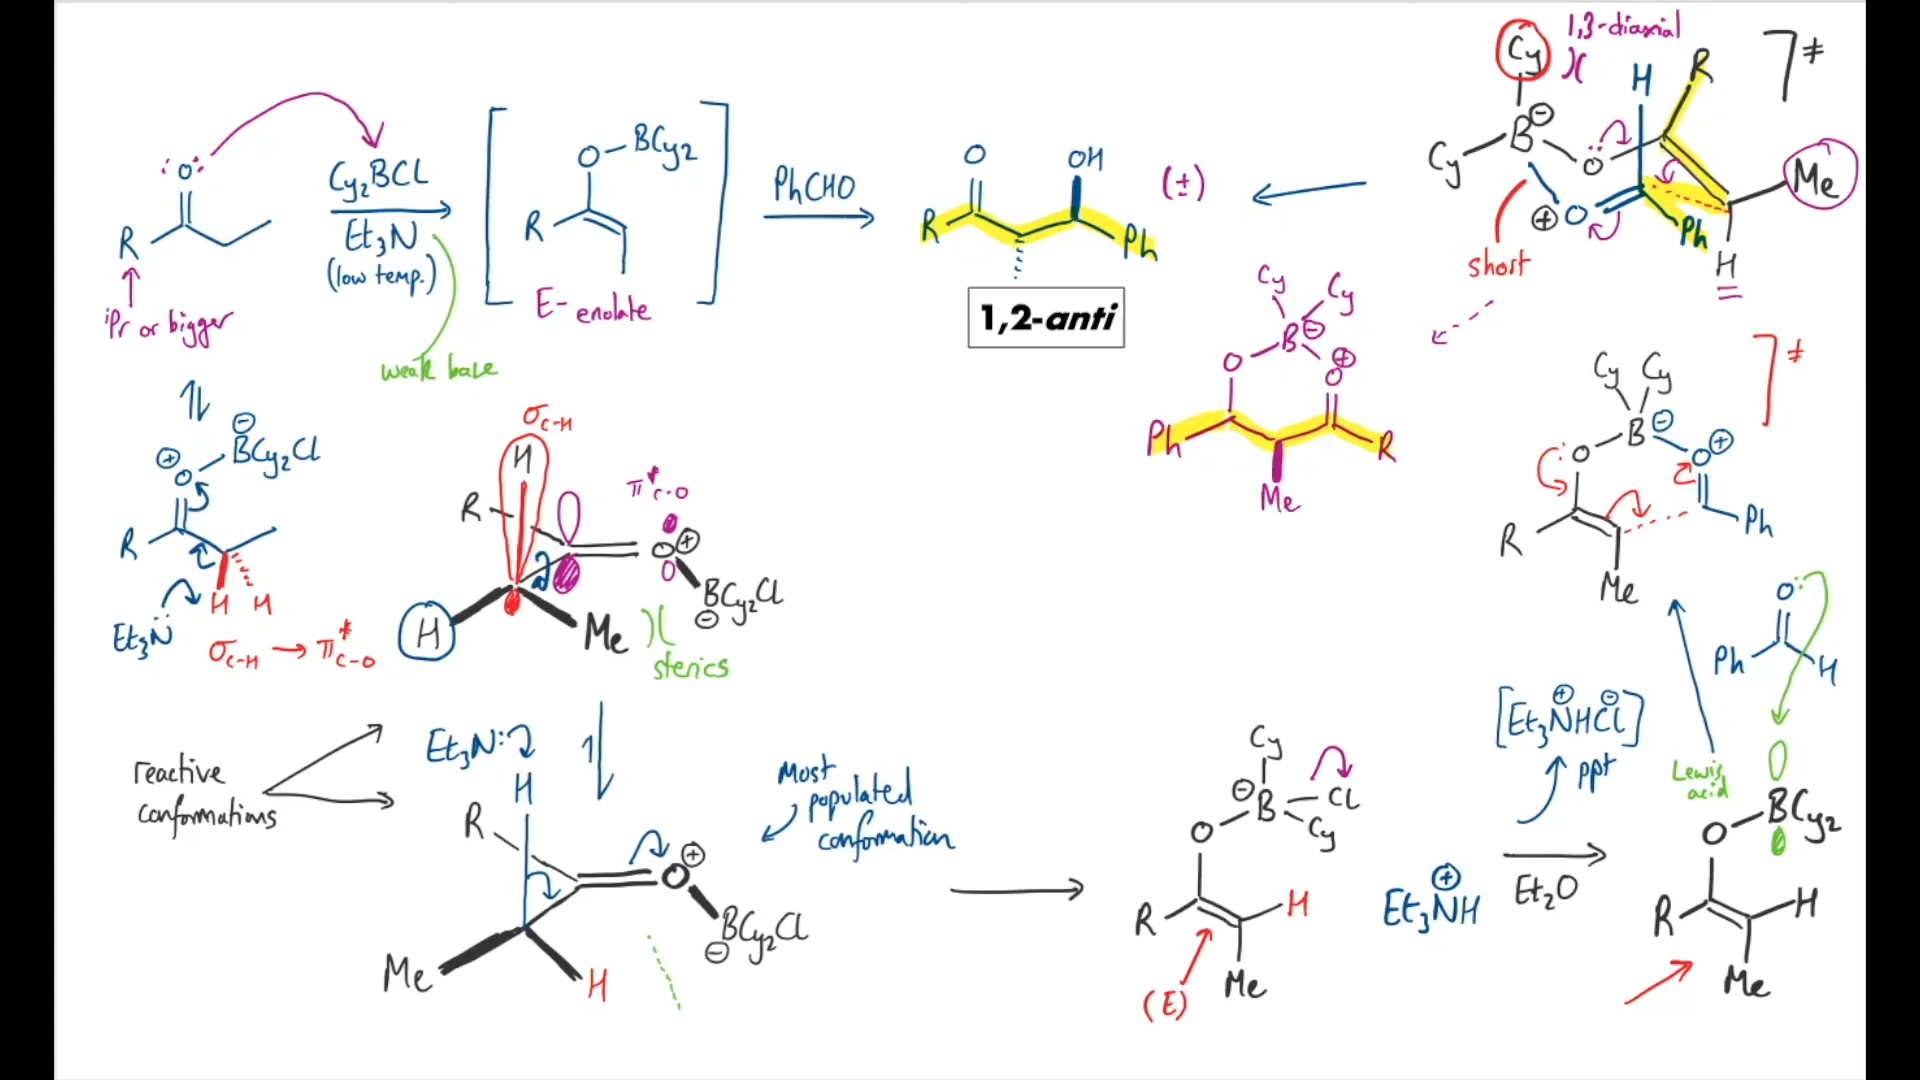 O
R
iPr or bigger
Cy₂BCl
Et₃N
(low temp.)
weak base
O-BCy₂
R
E-enolate
PhCHO
O OH
R Ph
(±)
1,2-anti
Cy
1,3-diaxial
H R
Cy B⊖ O
Me
⊕ O Ph
short
H
‡
Cy Cy
B⊖
O O⊕
Ph R
Me
Cy Cy
‡
B⊖
O O⊕
R Ph
Me
⊕ ⊖
O BCy₂Cl
R
H H
Et₃N:
σC-H → π*C-O
σC-H
H
R π*C-O
O⊕
BCy₂Cl
⊖
H Me
sterics
reactive
conformations
Et₃N:
H
R
O⊕
BCy₂Cl
⊖
Me H
Most
populated
conformation
Cy
⊖B-Cl
O Cy
R H
Me
(E)
⊕
Et₃NH
[Et₃N⊕HCl⊖]
ppt
Et₂O
O:
Ph H
Lewis
acid
O-BCy₂
R H
Me